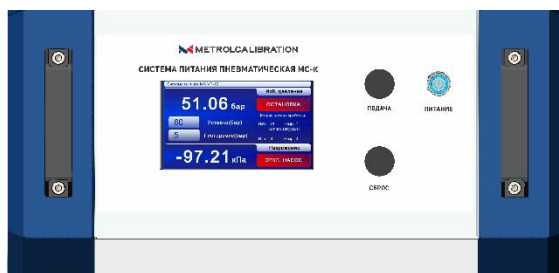 METROLCALIBRATION
СИСТЕМА ПИТАНИЯ ПНЕВМАТИЧЕСКАЯ МС-К
Изб. давление
51.06 бар
ОСТАНОВКА
60
Уставка(бар)
5
Гистерезис(бар)
Разрежение
-97.21 кПа
ОТКЛ. НАСОС
ПОДАЧА
ПИТАНИЕ
СБРОС